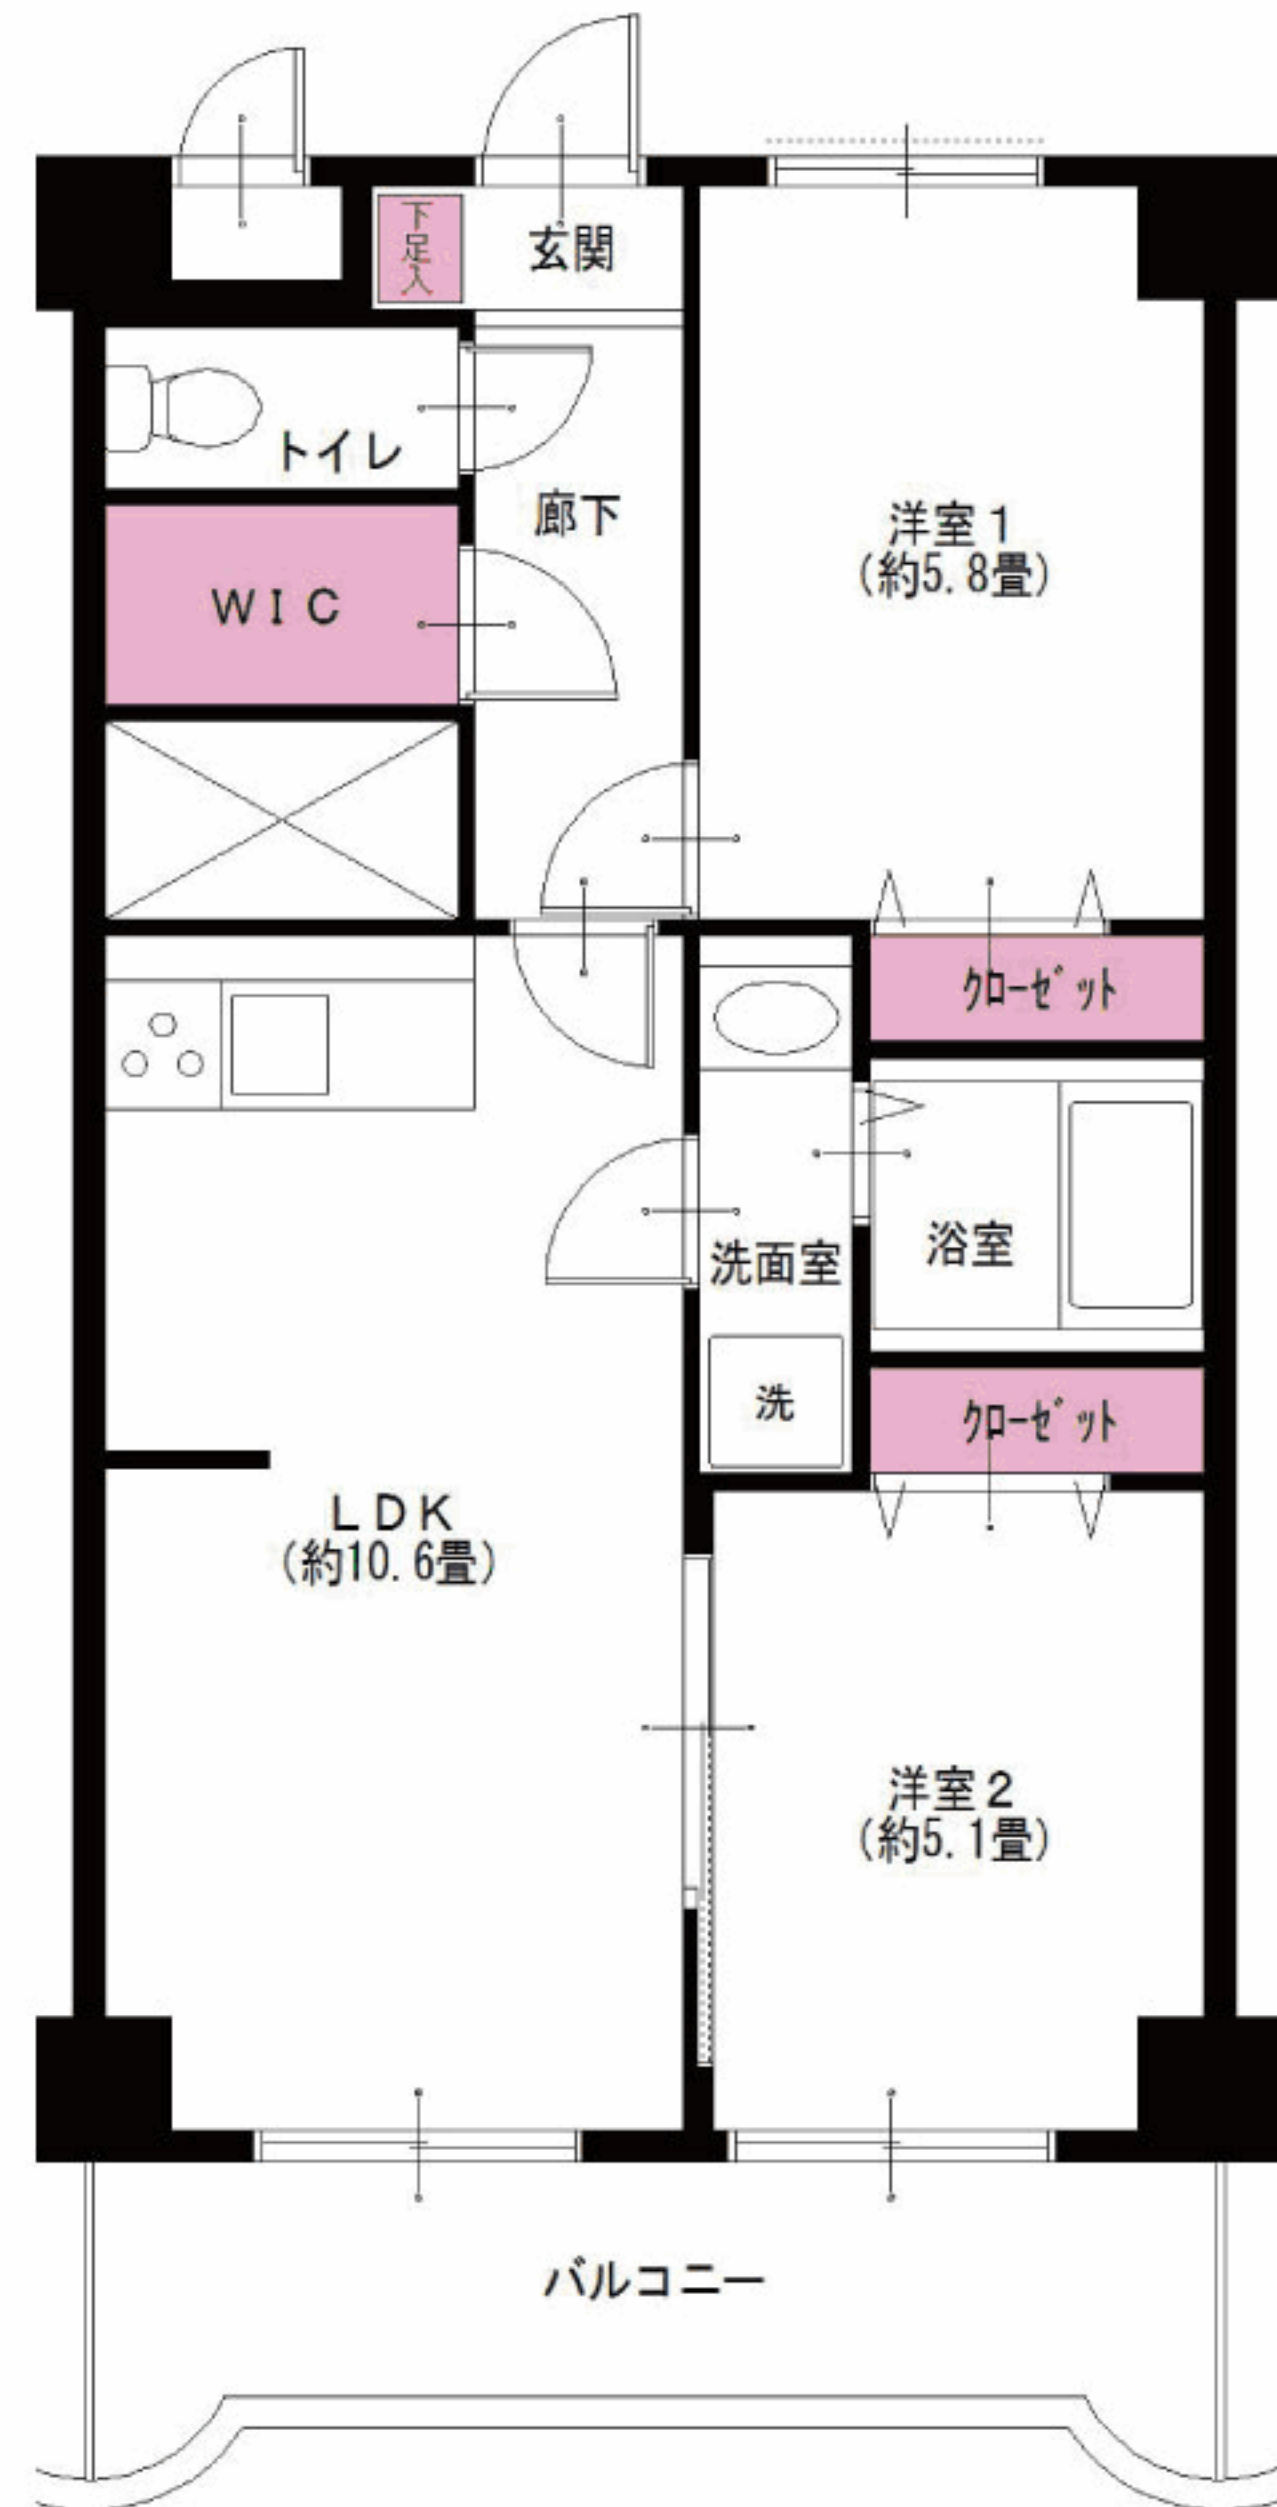 下足入
玄関
トイレ
廊下
洋室1
(約5.8畳)
WIC
クローゼット
洗面室
浴室
洗
クローゼット
LDK
(約10.6畳)
洋室2
(約5.1畳)
バルコニー